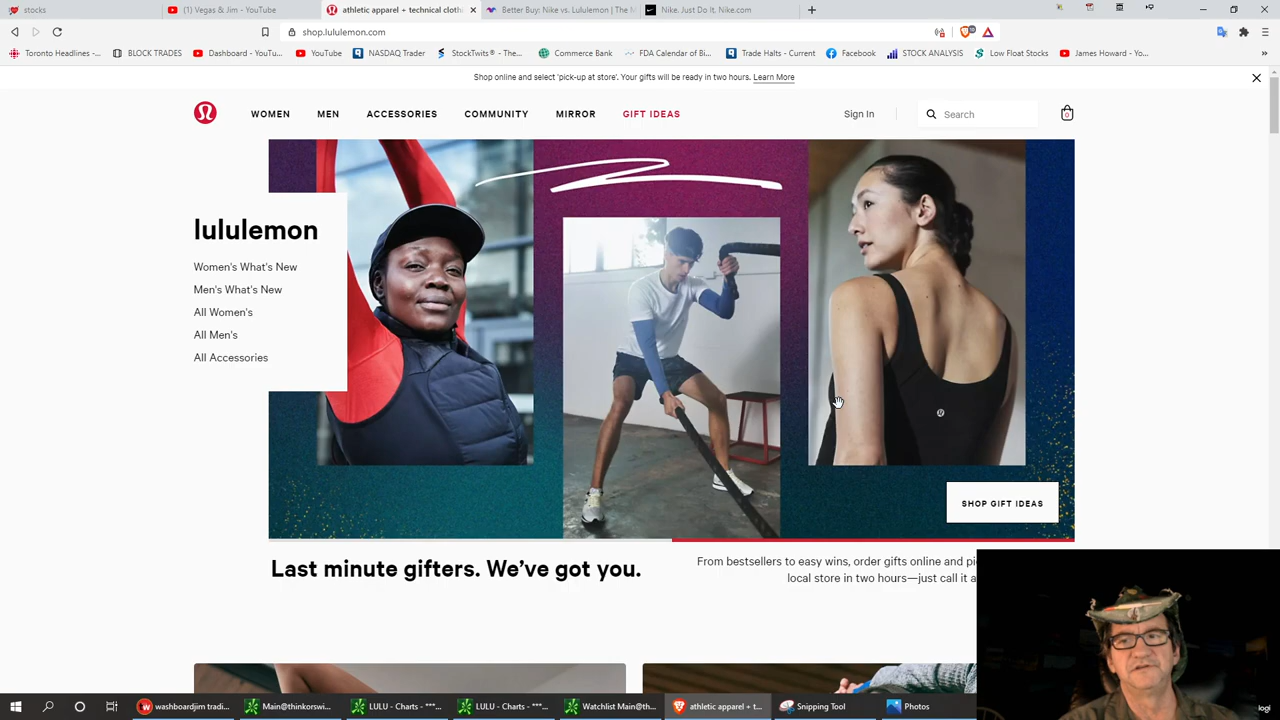 stocks
(1) Vegas & Jim - YouTube
athletic apparel + technical clothi
Better Buy: Nike vs. Lululemon | The M
Nike. Just Do It. Nike.com
shop.lululemon.com
Toronto Headlines -...
BLOCK TRADES
Dashboard - YouTu...
YouTube
NASDAQ Trader
StockTwits® - The...
Commerce Bank
FDA Calendar of Bi...
Trade Halts - Current
Facebook
STOCK ANALYSIS
Low Float Stocks
James Howard - Yo...
Shop online and select 'pick-up at store'. Your gifts will be ready in two hours. Learn More
WOMEN
MEN
ACCESSORIES
COMMUNITY
MIRROR
GIFT IDEAS
Sign In
Search
0
lululemon
Women's What's New
Men's What's New
All Women's
All Men's
All Accessories
SHOP GIFT IDEAS
Last minute gifters. We've got you.
From bestsellers to easy wins, order gifts online and
local store in two hours—just call it
washboardjim tradi...
Main@thinkorswi...
LULU - Charts - ***...
LULU - Charts - ***...
Watchlist Main@th...
athletic apparel + t...
Snipping Tool
Photos
logi